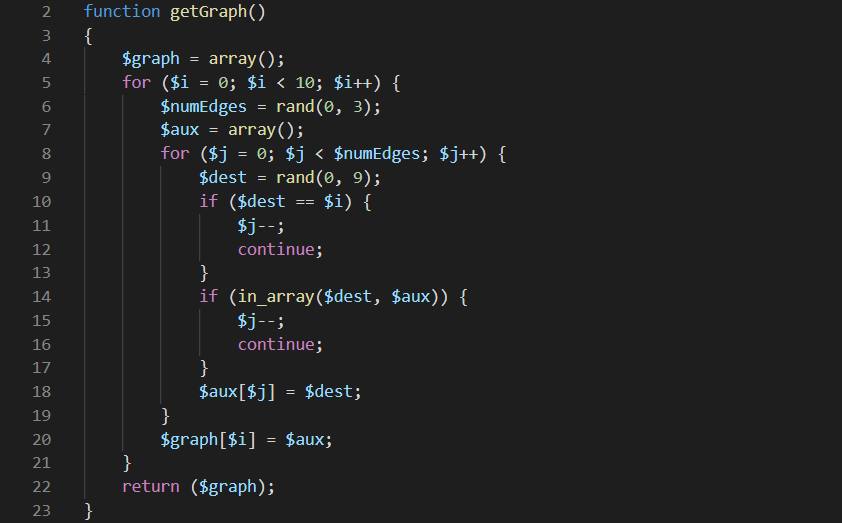 2 function getGraph()
3 {
4     $graph = array();
5     for ($i = 0; $i < 10; $i++) {
6         $numEdges = rand(0, 3);
7         $aux = array();
8         for ($j = 0; $j < $numEdges; $j++) {
9             $dest = rand(0, 9);
10             if ($dest == $i) {
11                 $j--;
12                 continue;
13             }
14             if (in_array($dest, $aux)) {
15                 $j--;
16                 continue;
17             }
18             $aux[$j] = $dest;
19         }
20         $graph[$i] = $aux;
21     }
22     return ($graph);
23 }